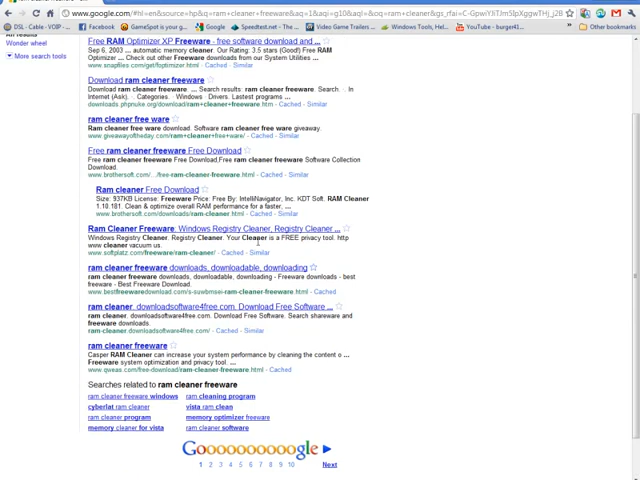 www.google.com/#hl=en&source=hp&q=ram+cleaner+freeware&aq=1&aqi=g10&aql=&oq=ram+cleaner&gs_rfai=
DSL - Cable - VOIP - ...
Facebook
GameSpot is your g...
Google
Speedtest.net - The...
Video Game Trailers
Windows Tools, Help...
YouTube - burger41...
Other bookmarks
Wonder wheel
More search tools
Free RAM Optimizer XP Freeware - free software download and ...
Sep 6, 2003 ... automatic memory cleaner. Our Rating: 3.5 stars (Good) Free RAM
Optimizer ... Check out other Freeware downloads from our System Utilities ...
www.snapfiles.com/get/foptimizer.html - Cached - Similar
Download ram cleaner freeware
Download ram cleaner freeware. ... Search results: ram cleaner freeware. Search. · In
Internet (Ask). · Categories. · Windows · Drivers. Lastest programs ...
downloads.phpnuke.org/download/ram+cleaner+freeware.htm - Cached - Similar
ram cleaner free ware
Ram cleaner free ware download. Software ram cleaner free ware giveaway.
www.giveawayoftheday.com/ram+cleaner+free+ware/ - Cached - Similar
Free ram cleaner freeware Free Download
Free ram cleaner freeware Free Download,Free ram cleaner freeware Software Collection
Download.
www.brothersoft.com/.../free-ram-cleaner-freeware.html - Cached - Similar
Ram cleaner Free Download
Size: 937KB License: Freeware Price: Free By: IntelliNavigator, Inc. KDT Soft. RAM Cleaner
1.10.181. Clean & optimize overall RAM performance for a faster, ...
www.brothersoft.com/downloads/ram-cleaner.html - Cached - Similar
Ram Cleaner Freeware: Windows Registry Cleaner, Registry Cleaner ...
Windows Registry Cleaner. Registry Cleaner. Your Cleaner is a FREE privacy tool. http
www cleaner vacuum us.
www.softplatz.com/freeware/ram-cleaner/ - Cached - Similar
ram cleaner freeware downloads, downloadable, downloading
ram cleaner freeware downloads, downloadable, downloading - Freeware downloads - best
freeware - Best Freeware Download.
www.bestfreewaredownload.com/s-suwbmsei-ram-cleaner-freeware.html - Cached
ram cleaner. downloadsoftware4free.com. Download Free Software ...
ram cleaner. downloadsoftware4free.com. Download Free Software. Search shareware and
freeware downloads.
ram-cleaner.downloadsoftware4free.com/ - Cached - Similar
ram cleaner freeware
Casper RAM Cleaner can increase your system performance by cleaning the content o ...
Freeware system optimization and privacy tool. ...
www.qweas.com/free-download/ram-cleaner-freeware.html - Cached
Searches related to ram cleaner freeware
ram cleaner freeware windows
ram cleaning program
cyberlat ram cleaner
vista ram clean
ram cleaner program
memory optimizer freeware
memory cleaner for vista
ram cleaner software
Goooooooooogle
1 2 3 4 5 6 7 8 9 10 Next